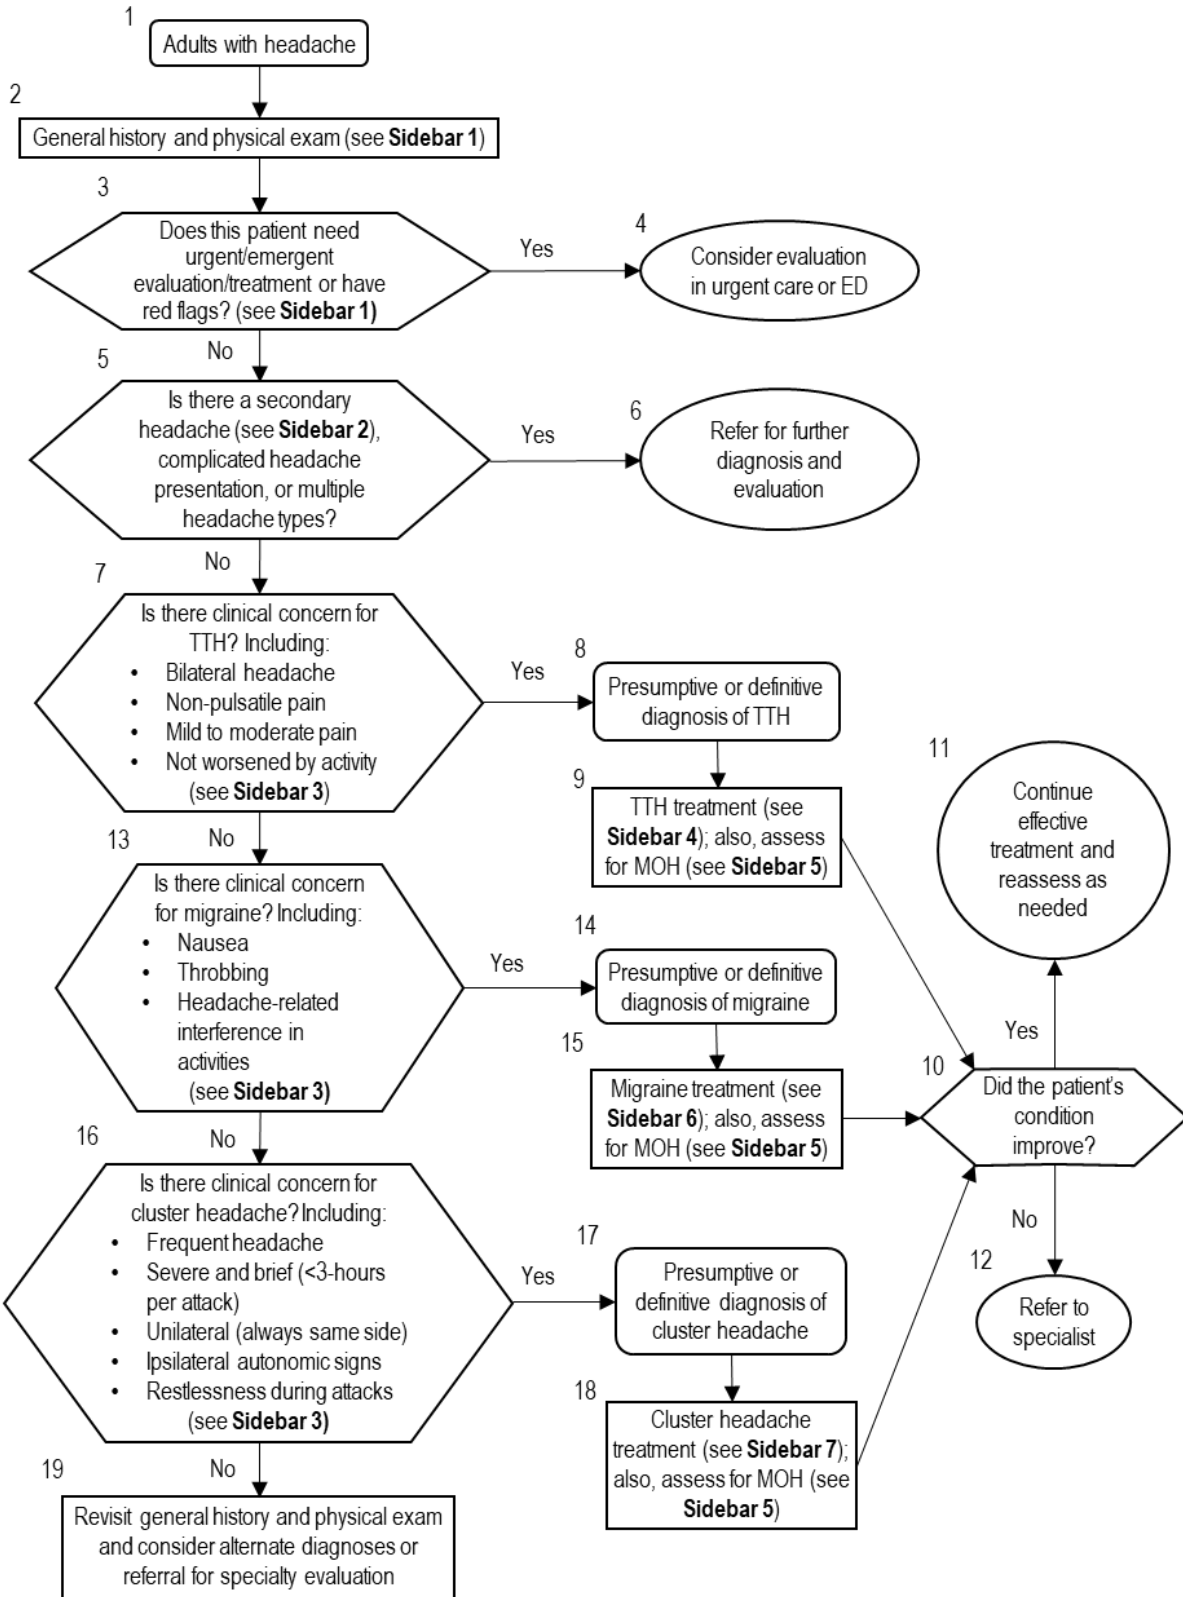 1
Adults with headache
2
General history and physical exam (see Sidebar 1)
3
Does this patient need
urgent/emergent
evaluation/treatment or have
red flags? (see Sidebar 1)
Yes
4
Consider evaluation
in urgent care or ED
No
5
Is there a secondary
headache (see Sidebar 2),
complicated headache
presentation, or multiple
headache types?
Yes
6
Refer for further
diagnosis and
evaluation
No
7
Is there clinical concern for
TTH? Including:
• Bilateral headache
• Non-pulsatile pain
• Mild to moderate pain
• Not worsened by activity
(see Sidebar 3)
Yes
8
Presumptive or definitive
diagnosis of TTH
9
TTH treatment (see
Sidebar 4); also, assess
for MOH (see Sidebar 5)
10
Did the patient's
condition
improve?
Yes
11
Continue
effective
treatment and
reassess as
needed
No
12
Refer to
specialist
No
13
Is there clinical concern
for migraine? Including:
• Nausea
• Throbbing
• Headache-related
interference in
activities
(see Sidebar 3)
Yes
14
Presumptive or definitive
diagnosis of migraine
15
Migraine treatment (see
Sidebar 6); also, assess
for MOH (see Sidebar 5)
No
16
Is there clinical concern for
cluster headache? Including:
• Frequent headache
• Severe and brief (<3-hours
per attack)
• Unilateral (always same side)
• Ipsilateral autonomic signs
• Restlessness during attacks
(see Sidebar 3)
Yes
17
Presumptive or
definitive diagnosis of
cluster headache
18
Cluster headache
treatment (see Sidebar 7);
also, assess for MOH (see
Sidebar 5)
No
19
Revisit general history and physical exam
and consider alternate diagnoses or
referral for specialty evaluation